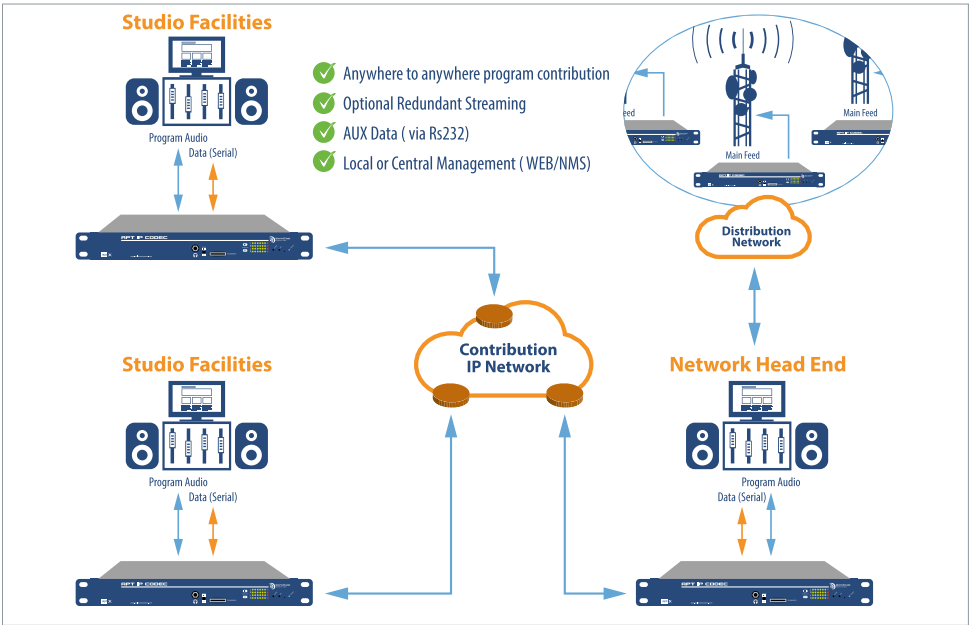 Studio Facilities
Program Audio
Data (Serial)
APT IP CODEC
Anywhere to anywhere program contribution
Optional Redundant Streaming
AUX Data ( via Rs232)
Local or Central Management ( WEB/NMS)
eed
Main Feed
Main Feed
Distribution
Network
Contribution
IP Network
Studio Facilities
Program Audio
Data (Serial)
APT IP CODEC
Network Head End
Program Audio
Data (Serial)
APT IP CODEC